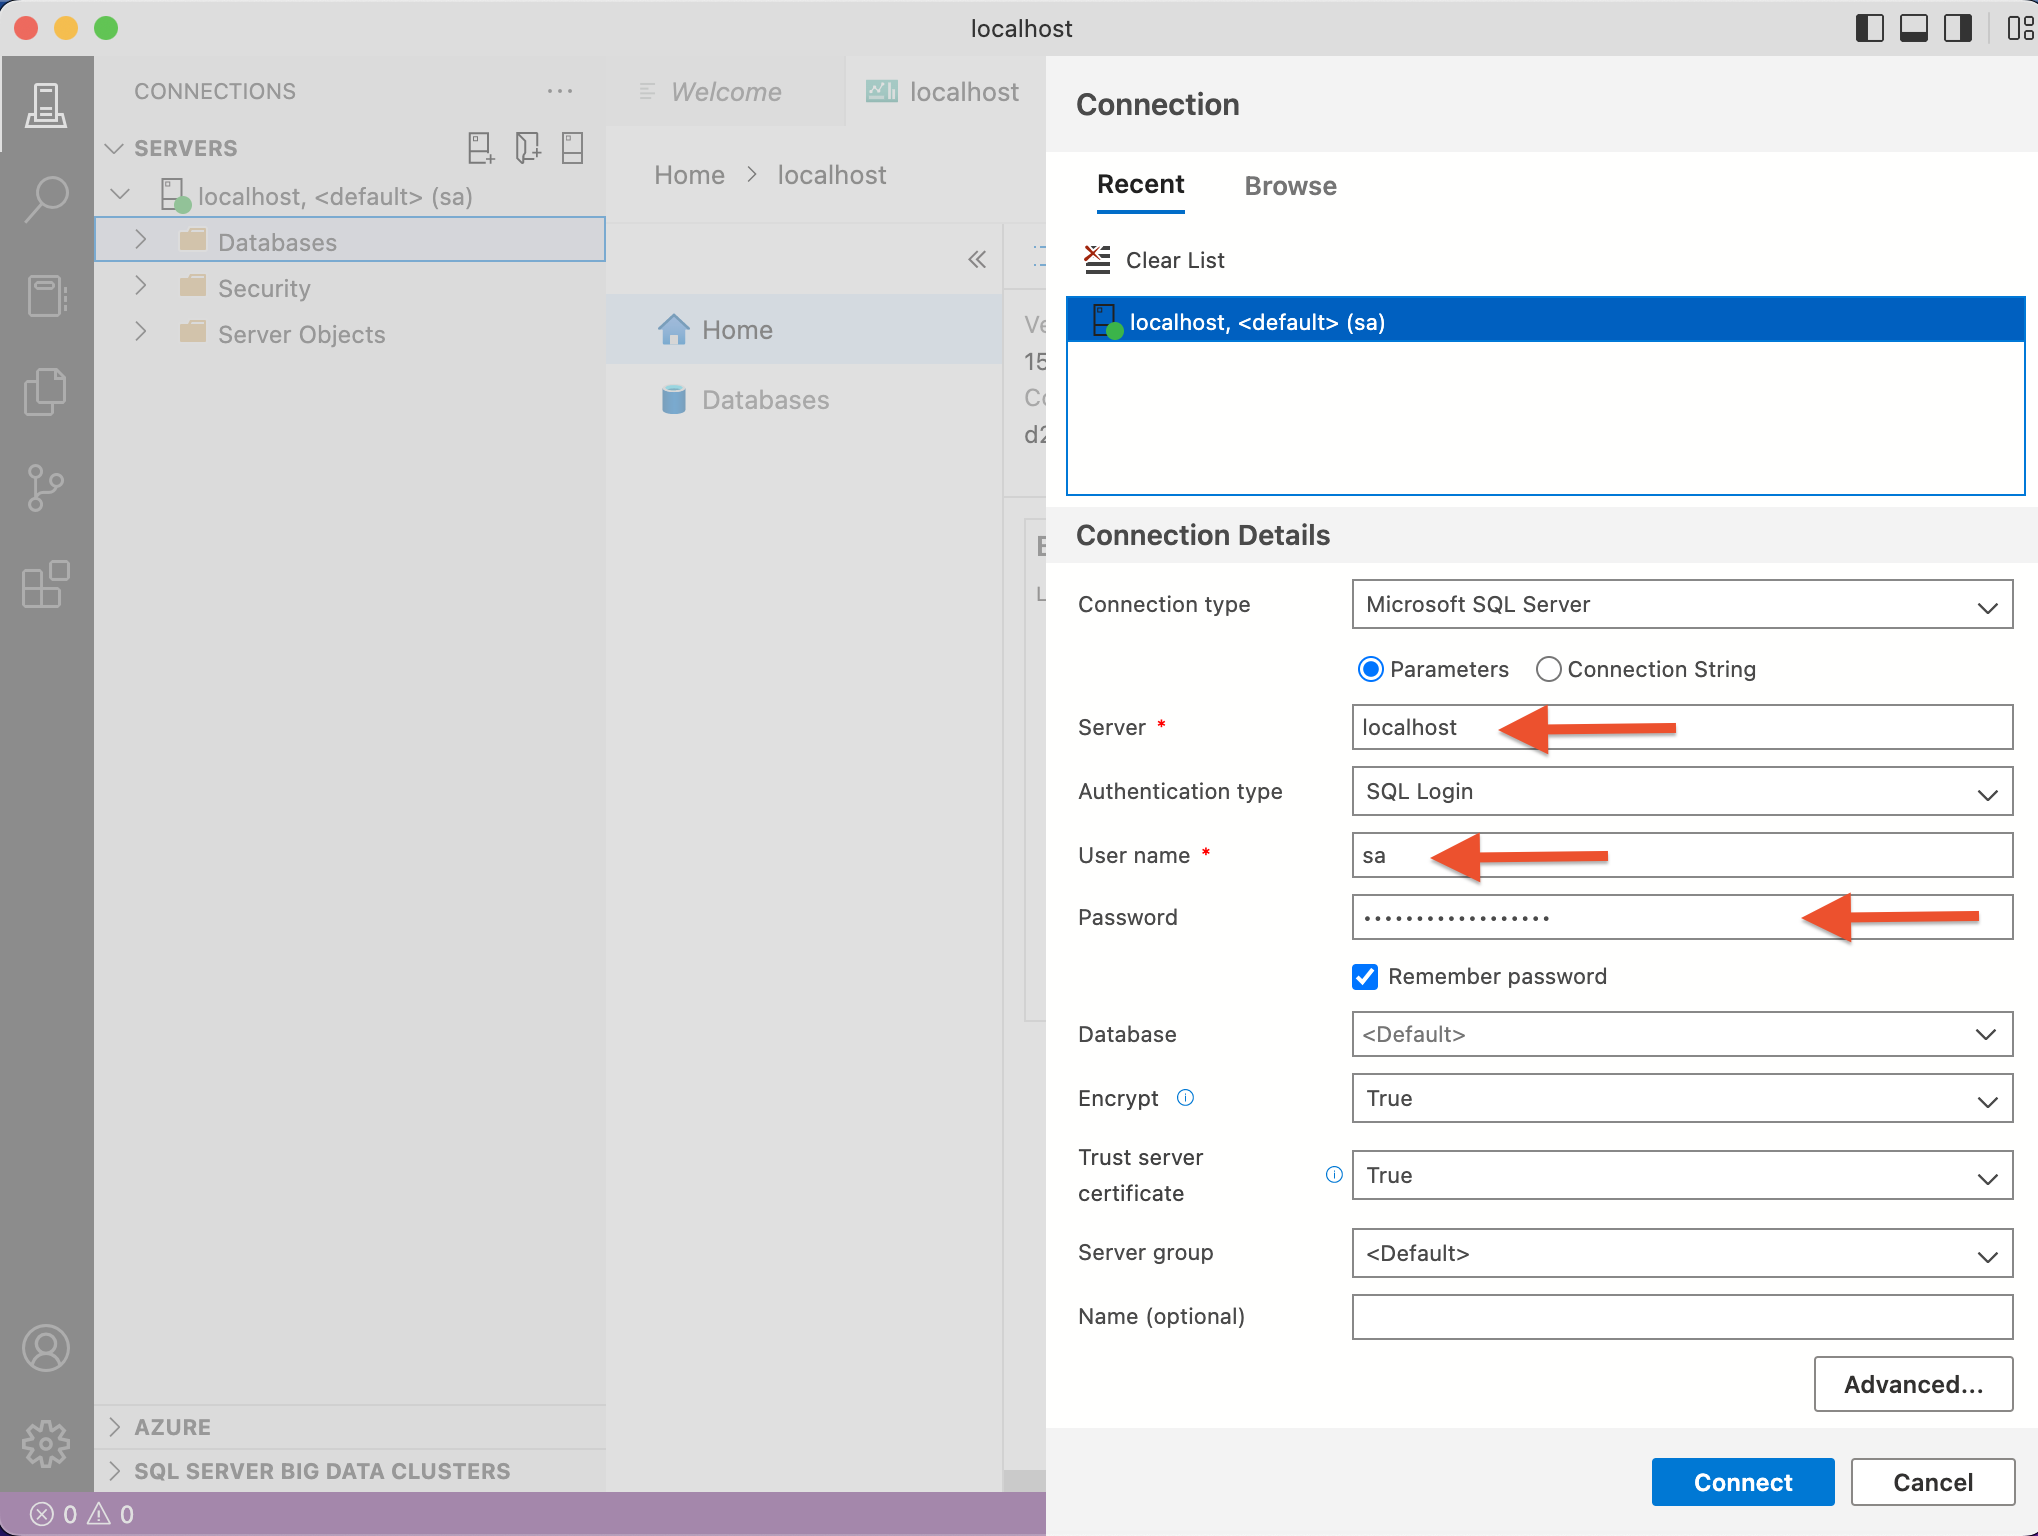 localhost
CONNECTIONS
SERVERS
localhost, <default> (sa)
Databases
Security
Server Objects
AZURE
SQL SERVER BIG DATA CLUSTERS
0 0
Welcome
localhost
Home > localhost
Home
Databases
Ve
15
Co
d2
Connection
Recent Browse
Clear List
localhost, <default> (sa)
Connection Details
Connection type Microsoft SQL Server
Parameters Connection String
Server * localhost
Authentication type SQL Login
User name * sa
Password ••••••••••••••••••
Remember password
Database <Default>
Encrypt True
Trust server
certificate True
Server group <Default>
Name (optional)
Advanced...
Connect Cancel